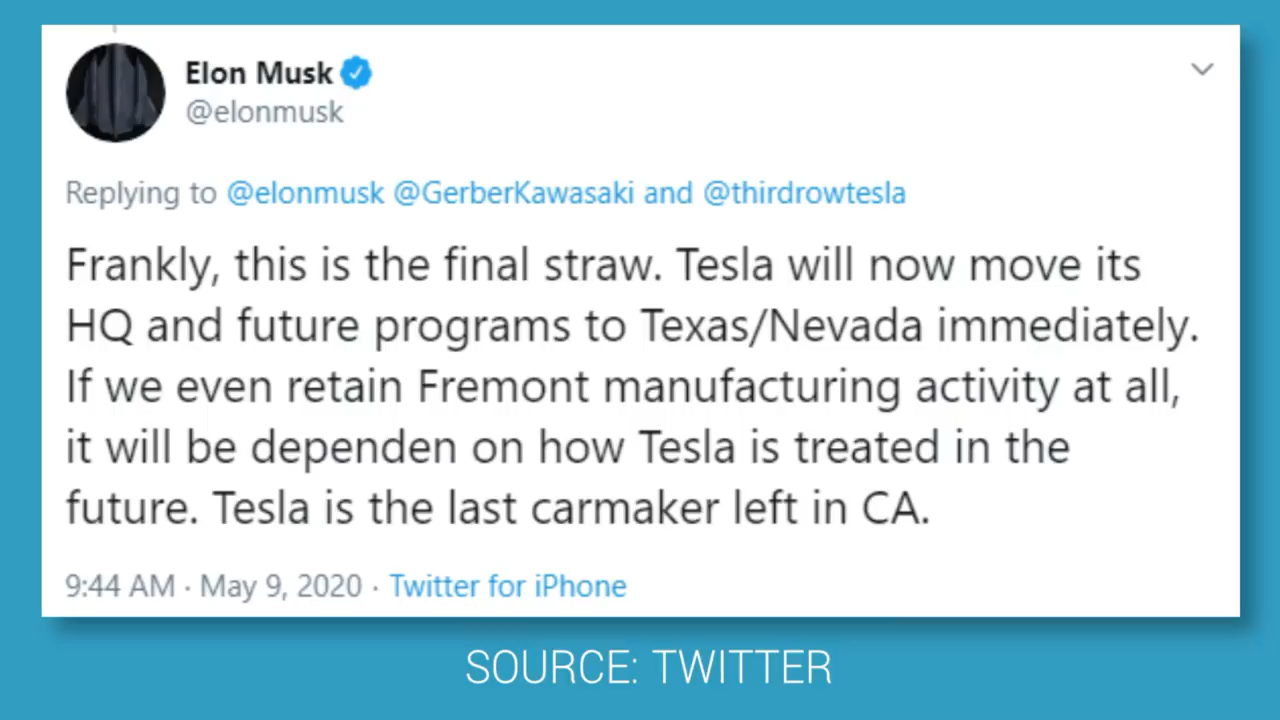 Elon Musk
@elonmusk
Replying to @elonmusk @GerberKawasaki and @thirdrowtesla
Frankly, this is the final straw. Tesla will now move its
HQ and future programs to Texas/Nevada immediately.
If we even retain Fremont manufacturing activity at all,
it will be dependen on how Tesla is treated in the
future. Tesla is the last carmaker left in CA.
9:44 AM · May 9, 2020 · Twitter for iPhone
SOURCE: TWITTER